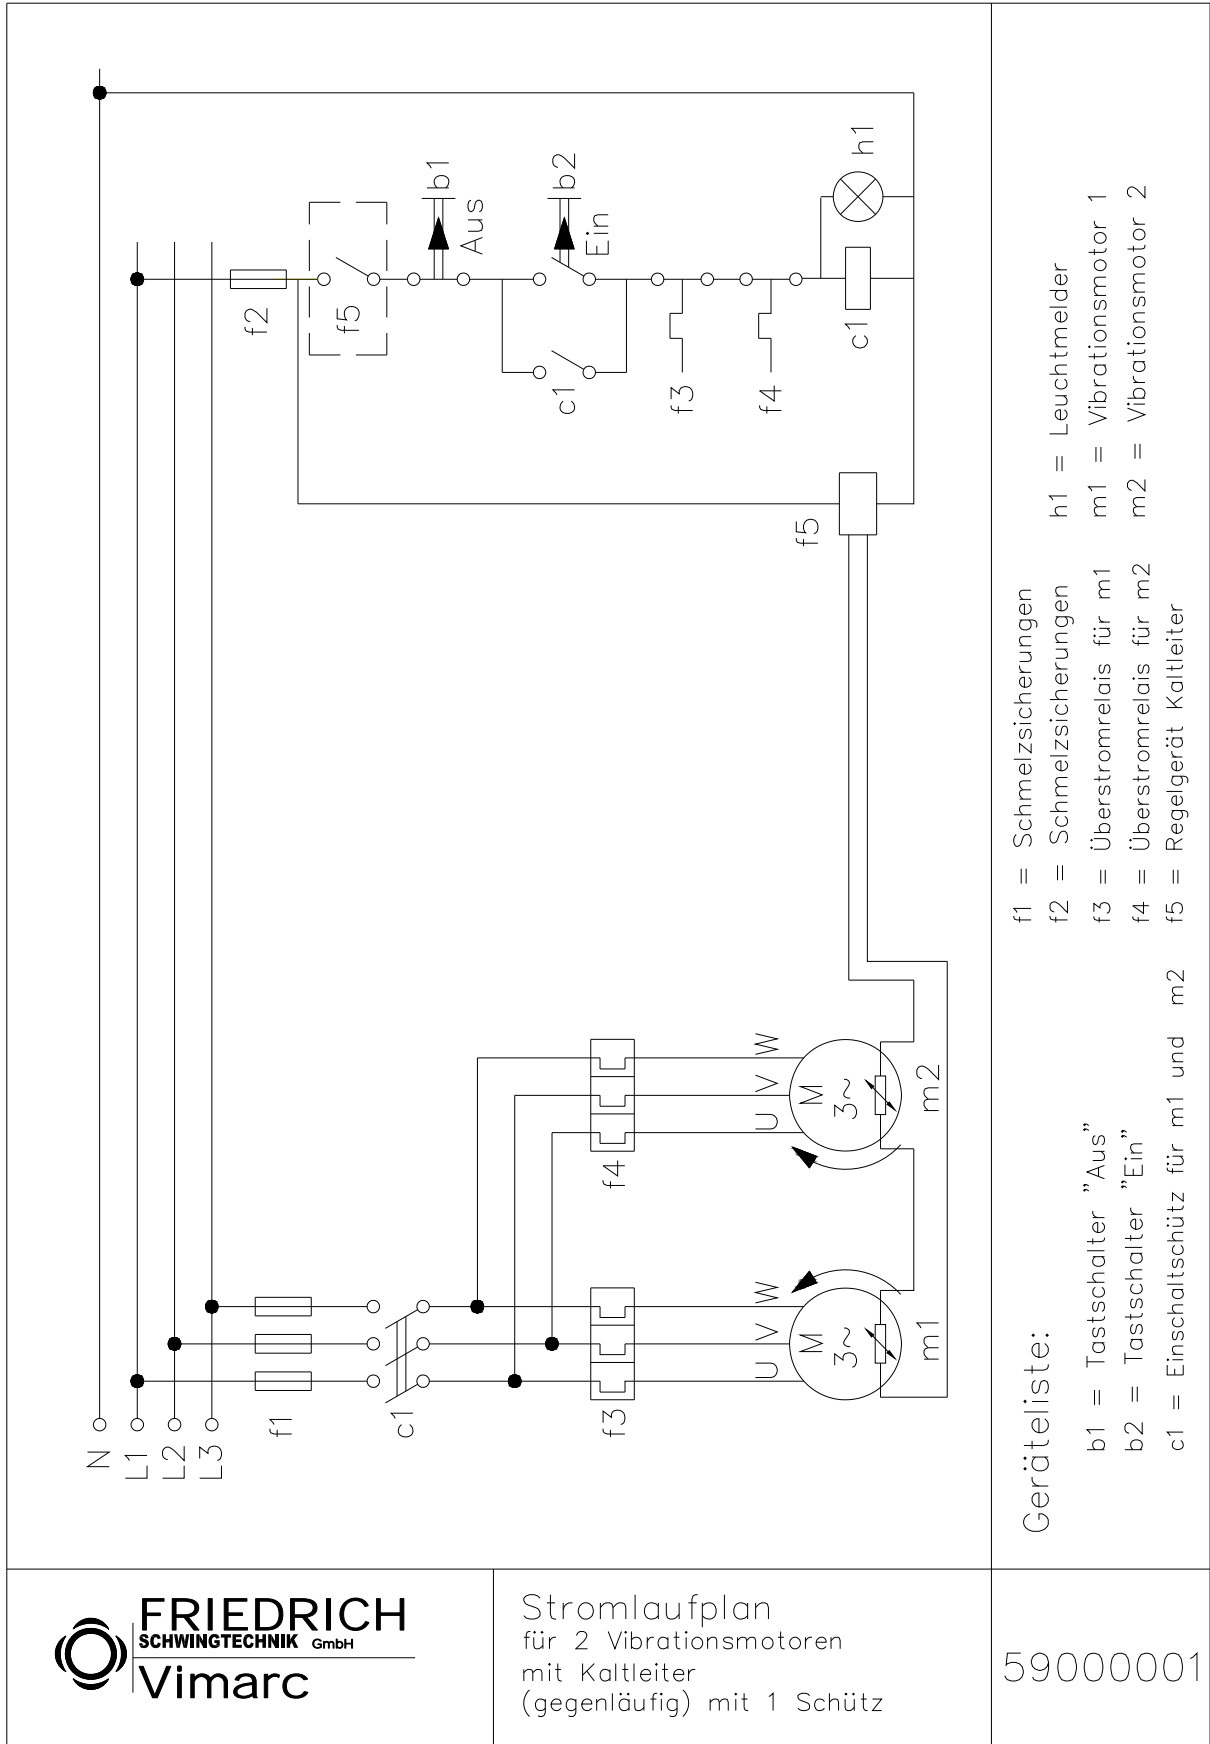 N
L1
L2
L3
f1
c1
f3
f4
U V W
U V W
M
3~
M
3~
m1
m2
f2
f5
b1
Aus
b2
Ein
c1
f3
f4
c1
h1
f5
Geräteliste:
b1 = Tastschalter "Aus"
b2 = Tastschalter "Ein"
c1 = Einschaltschütz für m1 und m2
f1 = Schmelzsicherungen
f2 = Schmelzsicherungen
f3 = Überstromrelais für m1
f4 = Überstromrelais für m2
f5 = Regelgerät Kaltleiter
h1 = Leuchtmelder
m1 = Vibrationsmotor 1
m2 = Vibrationsmotor 2
FRIEDRICH
SCHWINGTECHNIK GmbH
Vimarc
Stromlaufplan
für 2 Vibrationsmotoren
mit Kaltleiter
(gegenläufig) mit 1 Schütz
59000001